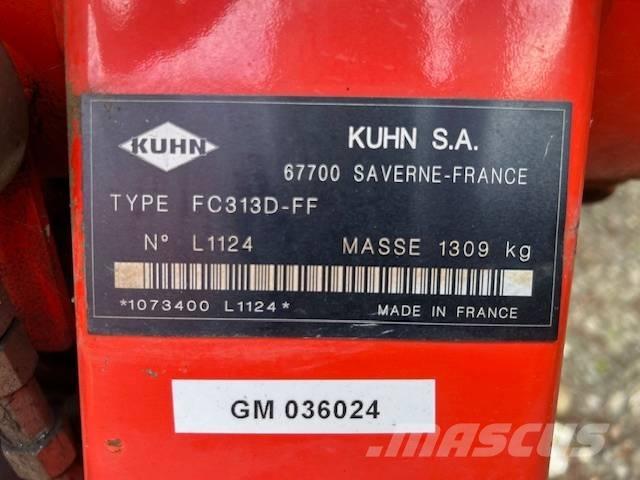 KUHN
KUHN S.A.
67700 SAVERNE-FRANCE
TYPE FC313D-FF
N° L1124 MASSE 1309 kg
*1073400 L1124*
MADE IN FRANCE
GM 036024
MASCUS